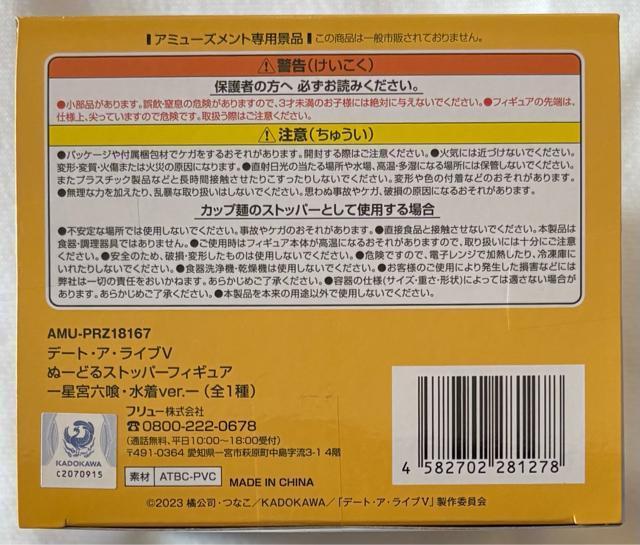 アミューズメント専用景品 この商品は一般市販されておりません。
⚠警告(けいこく)
保護者の方へ 必ずお読みください。
●小部品があります。誤飲・窒息の危険がありますので、3才未満のお子様には絶対に与えないでください。●フィギュアの先端は、
仕様上、尖っていますので危険です。取扱う際はご注意ください。
⚠注意(ちゅうい)
●パッケージや付属梱包材でケガをするおそれがあります。開封する際はご注意ください。●火気には近づけないでください。
変形・変質・火傷または火災の原因になります。●直射日光の当たる場所や水場、高温・多湿になる場所には保管しないでください。
またプラスチック製品などと長時間接触させたりこすったりしないでください。変形や色の付着などのおそれがあります。
●無理な力を加えたり、乱暴な取り扱いはしないでください。思わぬ事故やケガ、破損の原因になるおそれがあります。
カップ麺のストッパーとして使用する場合
●不安定な場所では使用しないでください。事故やケガのおそれがあります。●直接食品と接触させないでください。本製品は
食器・調理器具ではありません。●ご使用時はフィギュア本体が高温になるおそれがありますので、取り扱いには十分にご注意
ください。●安全のため、破損・変形したものは使用しないでください。●危険ですので、電子レンジで加熱したり、冷凍庫に
いれたりしないでください。●食器洗浄機・乾燥機は使用しないでください。●お客様のご使用により発生した損害などには
弊社は一切の責任をおいかねます。あらかじめご了承ください。●容器の仕様(サイズ・重さ・形状)によっては適さない場合が
あります。あらかじめご了承ください。●本製品を本来の用途以外で使用しないでください。
AMU-PRZ18167
デート・ア・ライブV
ぬーどるストッパーフィギュア
ー星宮六喰・水着ver.ー(全1種)
フリュー株式会社
☎0800-222-0678
(通話無料、平日10:00～18:00受付)
〒491-0364 愛知県一宮市萩原町中島字流3-1 4階
KADOKAWA
C2070915
素材 ATBC-PVC MADE IN CHINA
4 582702 281278
©2023 橘公司・つなこ/KADOKAWA/「デート・ア・ライブV」製作委員会